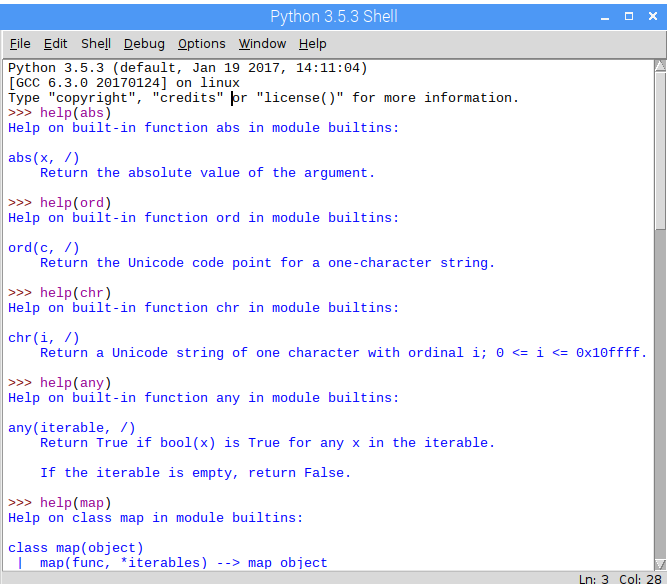 Python 3.5.3 Shell
File Edit Shell Debug Options Window Help
Python 3.5.3 (default, Jan 19 2017, 14:11:04)
[GCC 6.3.0 20170124] on linux
Type "copyright", "credits" or "license()" for more information.
>>> help(abs)
Help on built-in function abs in module builtins:

abs(x, /)
    Return the absolute value of the argument.

>>> help(ord)
Help on built-in function ord in module builtins:

ord(c, /)
    Return the Unicode code point for a one-character string.

>>> help(chr)
Help on built-in function chr in module builtins:

chr(i, /)
    Return a Unicode string of one character with ordinal i; 0 <= i <= 0x10ffff.

>>> help(any)
Help on built-in function any in module builtins:

any(iterable, /)
    Return True if bool(x) is True for any x in the iterable.

    If the iterable is empty, return False.

>>> help(map)
Help on class map in module builtins:

class map(object)
 |  map(func, *iterables) --> map object
Ln: 3 Col: 28